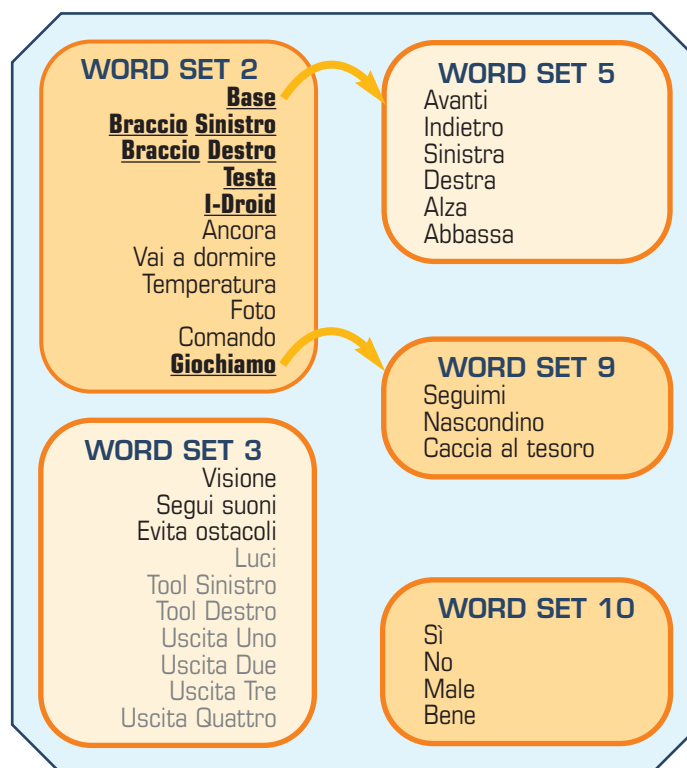 WORD SET 2
Base
Braccio Sinistro
Braccio Destro
Testa
I-Droid
Ancora
Vai a dormire
Temperatura
Foto
Comando
Giochiamo
WORD SET 5
Avanti
Indietro
Sinistra
Destra
Alza
Abbassa
WORD SET 9
Seguimi
Nascondino
Caccia al tesoro
WORD SET 3
Visione
Segui suoni
Evita ostacoli
Luci
Tool Sinistro
Tool Destro
Uscita Uno
Uscita Due
Uscita Tre
Uscita Quattro
WORD SET 10
Sì
No
Male
Bene